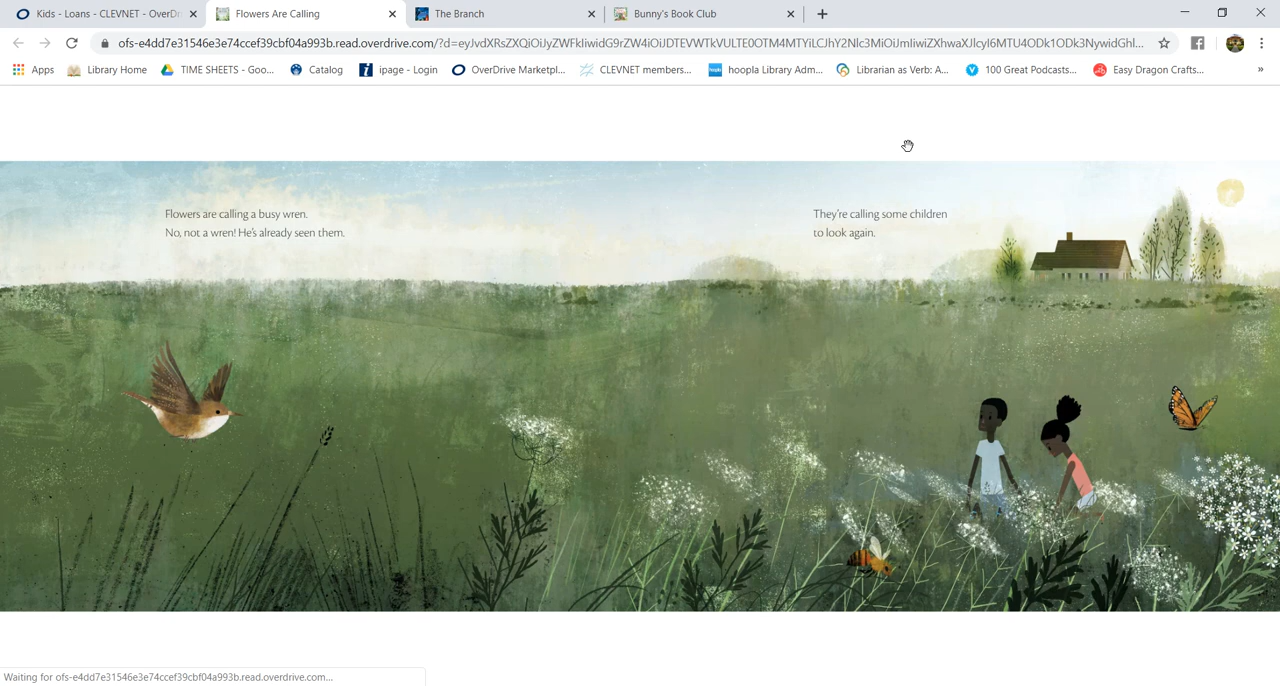 Kids - Loans - CLEVNET - OverDr
Flowers Are Calling
The Branch
Bunny's Book Club
ofs-e4dd7e31546e3e74ccef39cbf04a993b.read.overdrive.com/?d=eyJvdXRsZXQiOiJyZWFkIiwidG9rZW4iOiJDTEVWTkVULTE0OTM4MTYiLCJhY2Nlc3MiOiJmIiwiZXhwaXJlcyI6MTU4ODk1ODk3NywidGhl...
Apps
Library Home
TIME SHEETS - Goo...
Catalog
ipage - Login
OverDrive Marketpl...
CLEVNET members...
hoopla Library Adm...
Librarian as Verb: A...
100 Great Podcasts...
Easy Dragon Crafts...
»
Flowers are calling a busy wren.
No, not a wren! He's already seen them.
They're calling some children
to look again.
Waiting for ofs-e4dd7e31546e3e74ccef39cbf04a993b.read.overdrive.com...